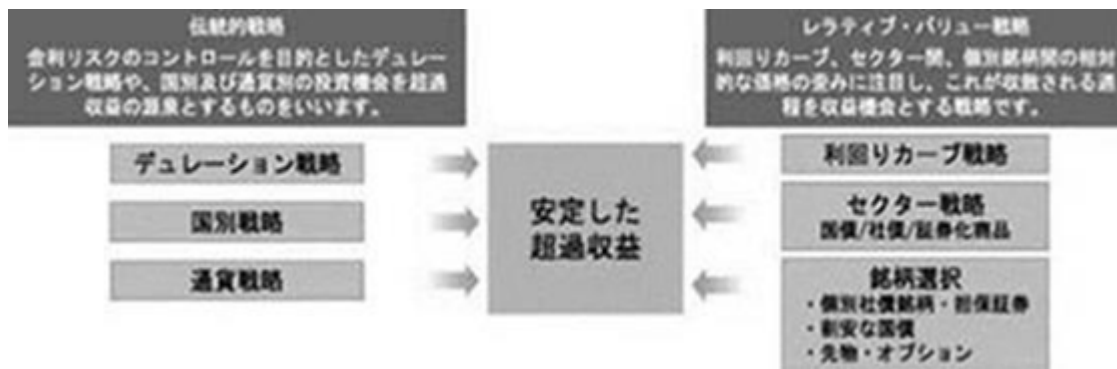 伝統的戦略
金利リスクのコントロールを目的としたデュレー
ション戦略や、国別及び通貨別の投資機会を超過
収益の源泉とするものをいいます。
デュレーション戦略
国別戦略
通貨戦略
安定した
超過収益
レラティブ・バリュー戦略
利回りカーブ、セクター間、個別銘柄間の相対
的な価格の歪みに注目し、これが収斂される過
程を収益機会とする戦略です。
利回りカーブ戦略
セクター戦略
国債/社債/証券化商品
銘柄選択
・個別社債銘柄・担保証券
・割安な国債
・先物・オプション